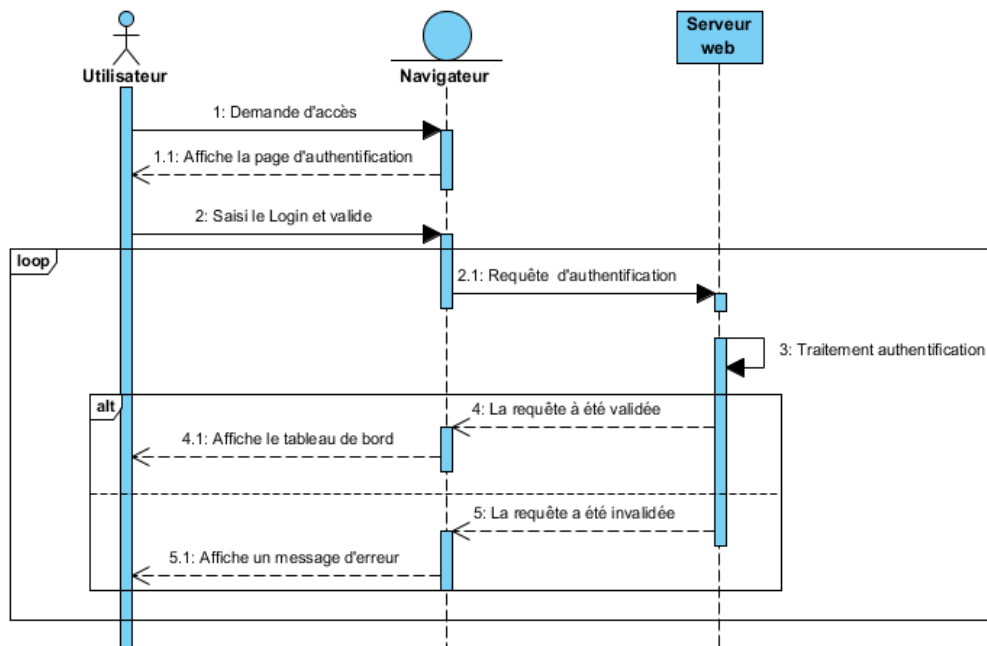 Serveur
web
Utilisateur
Navigateur
1: Demande d'accès
1.1: Affiche la page d'authentification
2: Saisi le Login et valide
loop
2.1: Requête d'authentification
3: Traitement authentification
alt
4: La requête à été validée
4.1: Affiche le tableau de bord
5: La requête a été invalidée
5.1: Affiche un message d'erreur